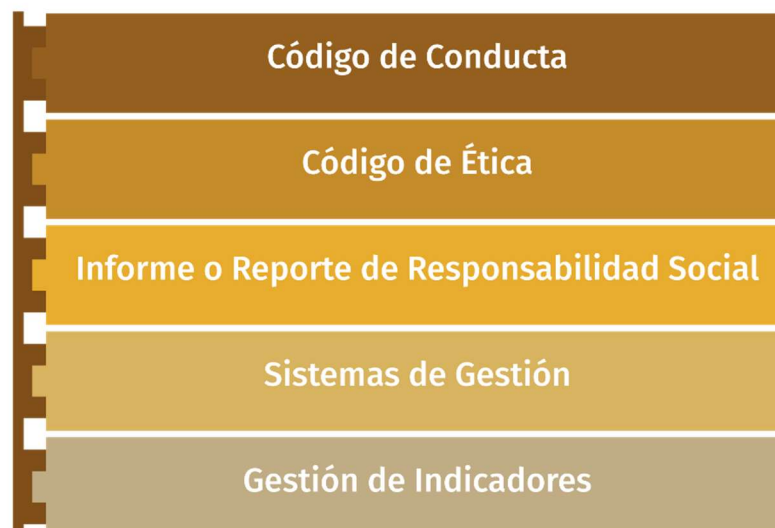 Código de Conducta
Código de Ética
Informe o Reporte de Responsabilidad Social
Sistemas de Gestión
Gestión de Indicadores